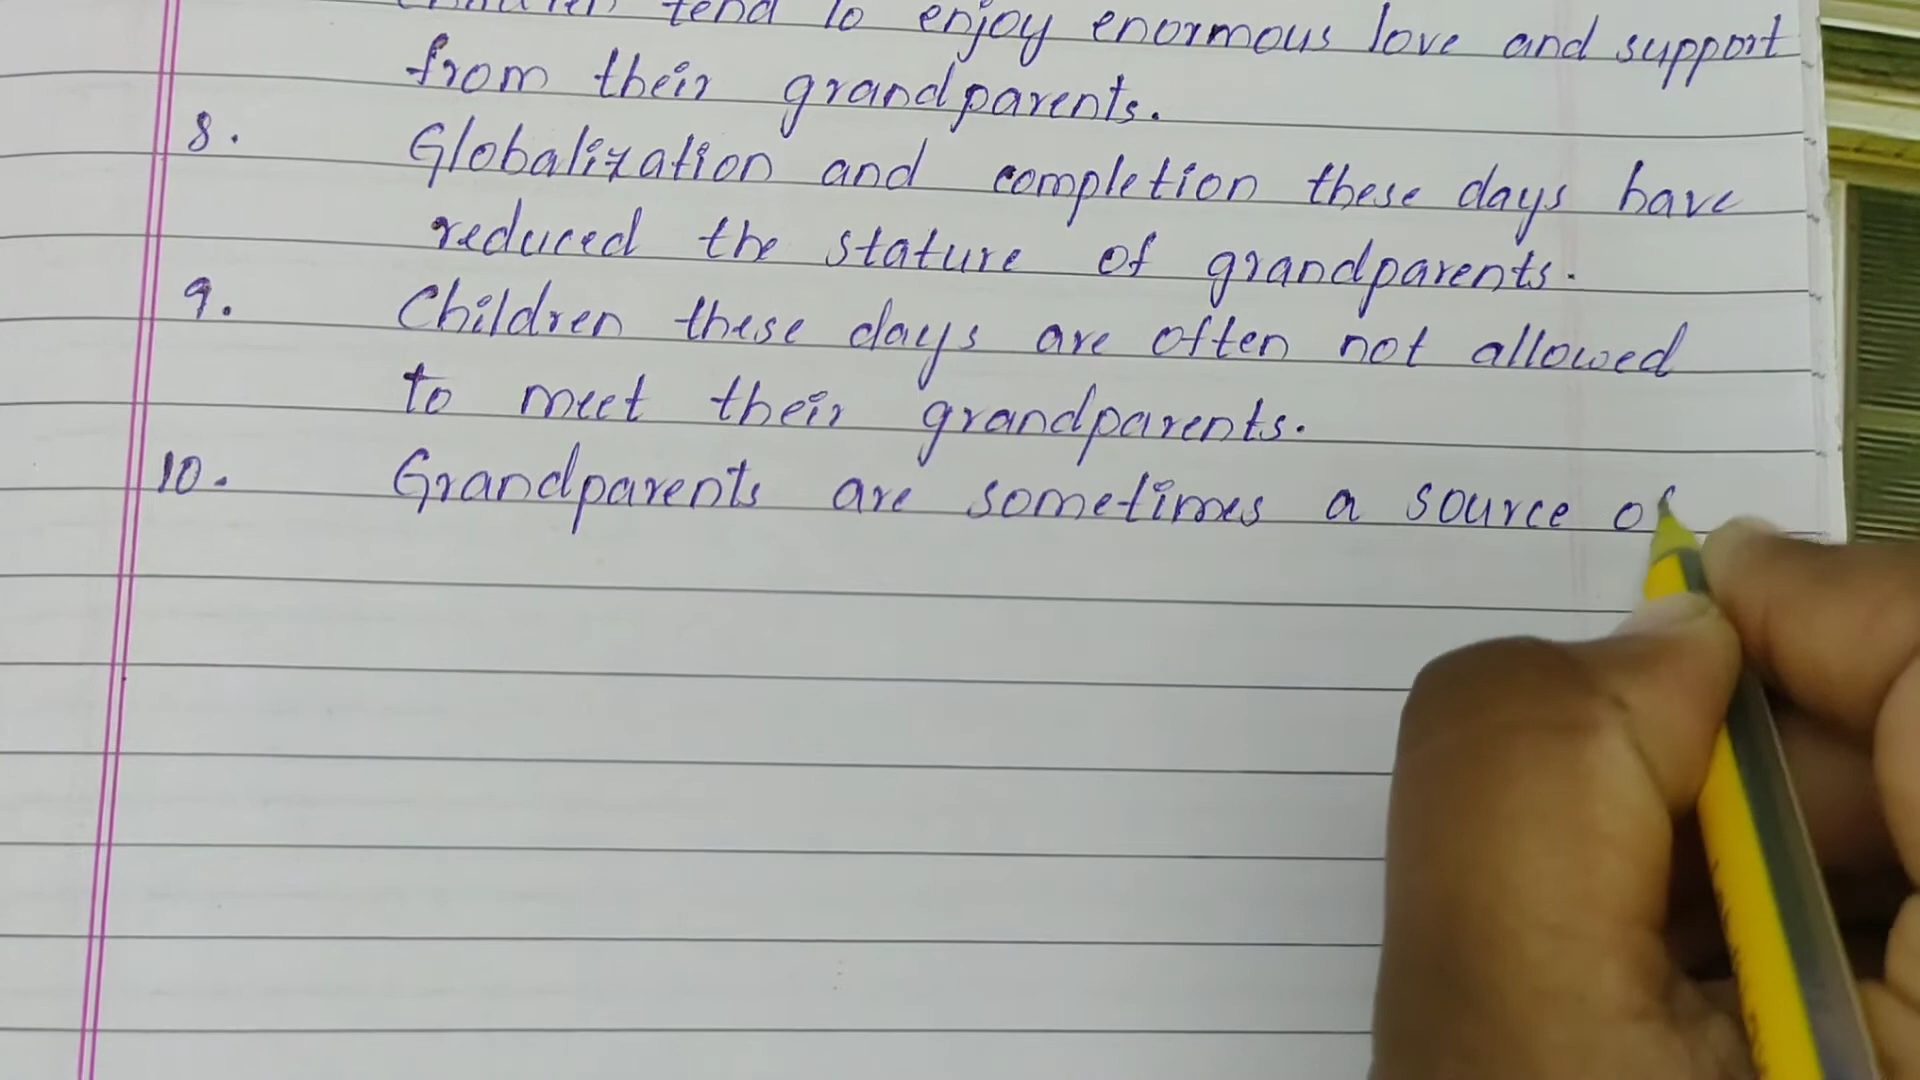 Children tend to enjoy enormous love and support
from their grandparents.
8. Globalization and completion these days have
reduced the stature of grandparents.
9. Children these days are often not allowed
to meet their grandparents.
10. Grandparents are sometimes a source of